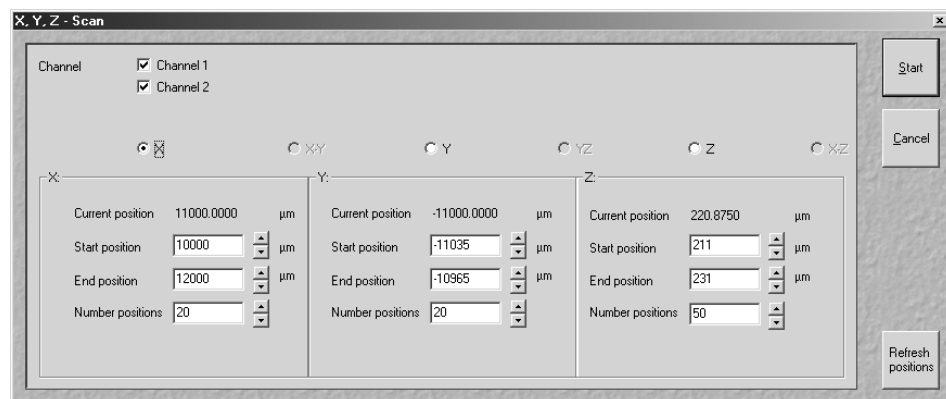 X, Y, Z - Scan
Channel
Channel 1
Channel 2
Start
Cancel
X
X-Y
Y
YZ
Z
X-Z
X:
Current position 11000.0000 µm
Start position 10000 µm
End position 12000 µm
Number positions 20
Y:
Current position -11000.0000 µm
Start position -11035 µm
End position -10965 µm
Number positions 20
Z:
Current position 220.8750 µm
Start position 211 µm
End position 231 µm
Number positions 50
Refresh
positions